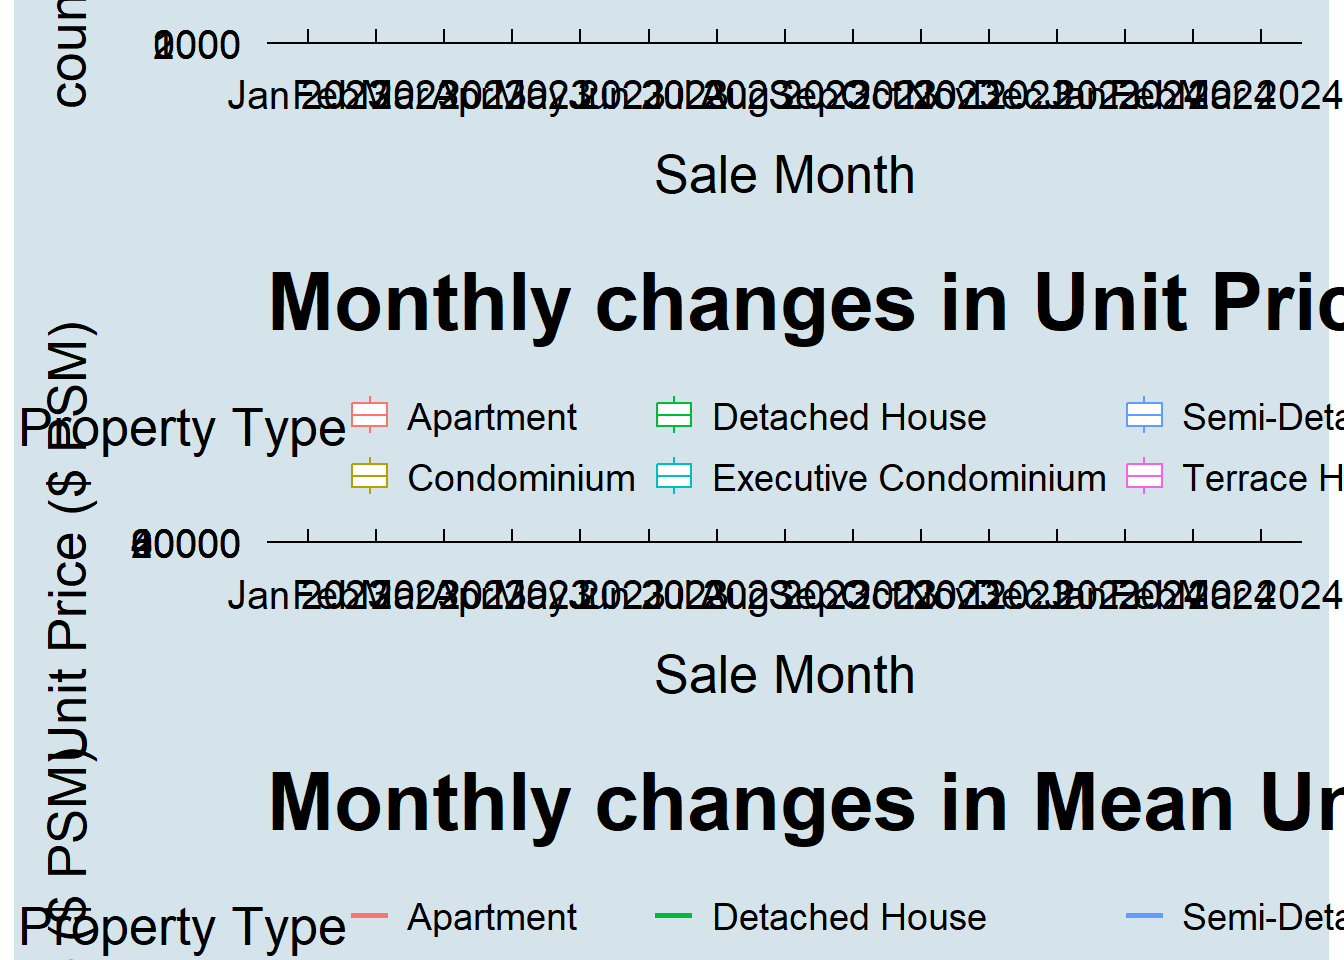 coun
Jan 2023 Feb 2023 Mar 2023 Apr 2023 May 2023 Jun 2023 Jul 2023 Aug 2023 Sep 2023 Oct 2023 Nov 2023 Dec 2023 Jan 2024 Feb 2024 Mar 2024
Sale Month
Monthly changes in Unit Pric
Unit Price ($ PSM)
Property Type
Apartment
Detached House
Semi-Deta
Condominium
Executive Condominium
Terrace H
Jan 2023 Feb 2023 Mar 2023 Apr 2023 May 2023 Jun 2023 Jul 2023 Aug 2023 Sep 2023 Oct 2023 Nov 2023 Dec 2023 Jan 2024 Feb 2024 Mar 2024
Sale Month
Monthly changes in Mean Un
($ PSM)
Property Type
Apartment
Detached House
Semi-Deta